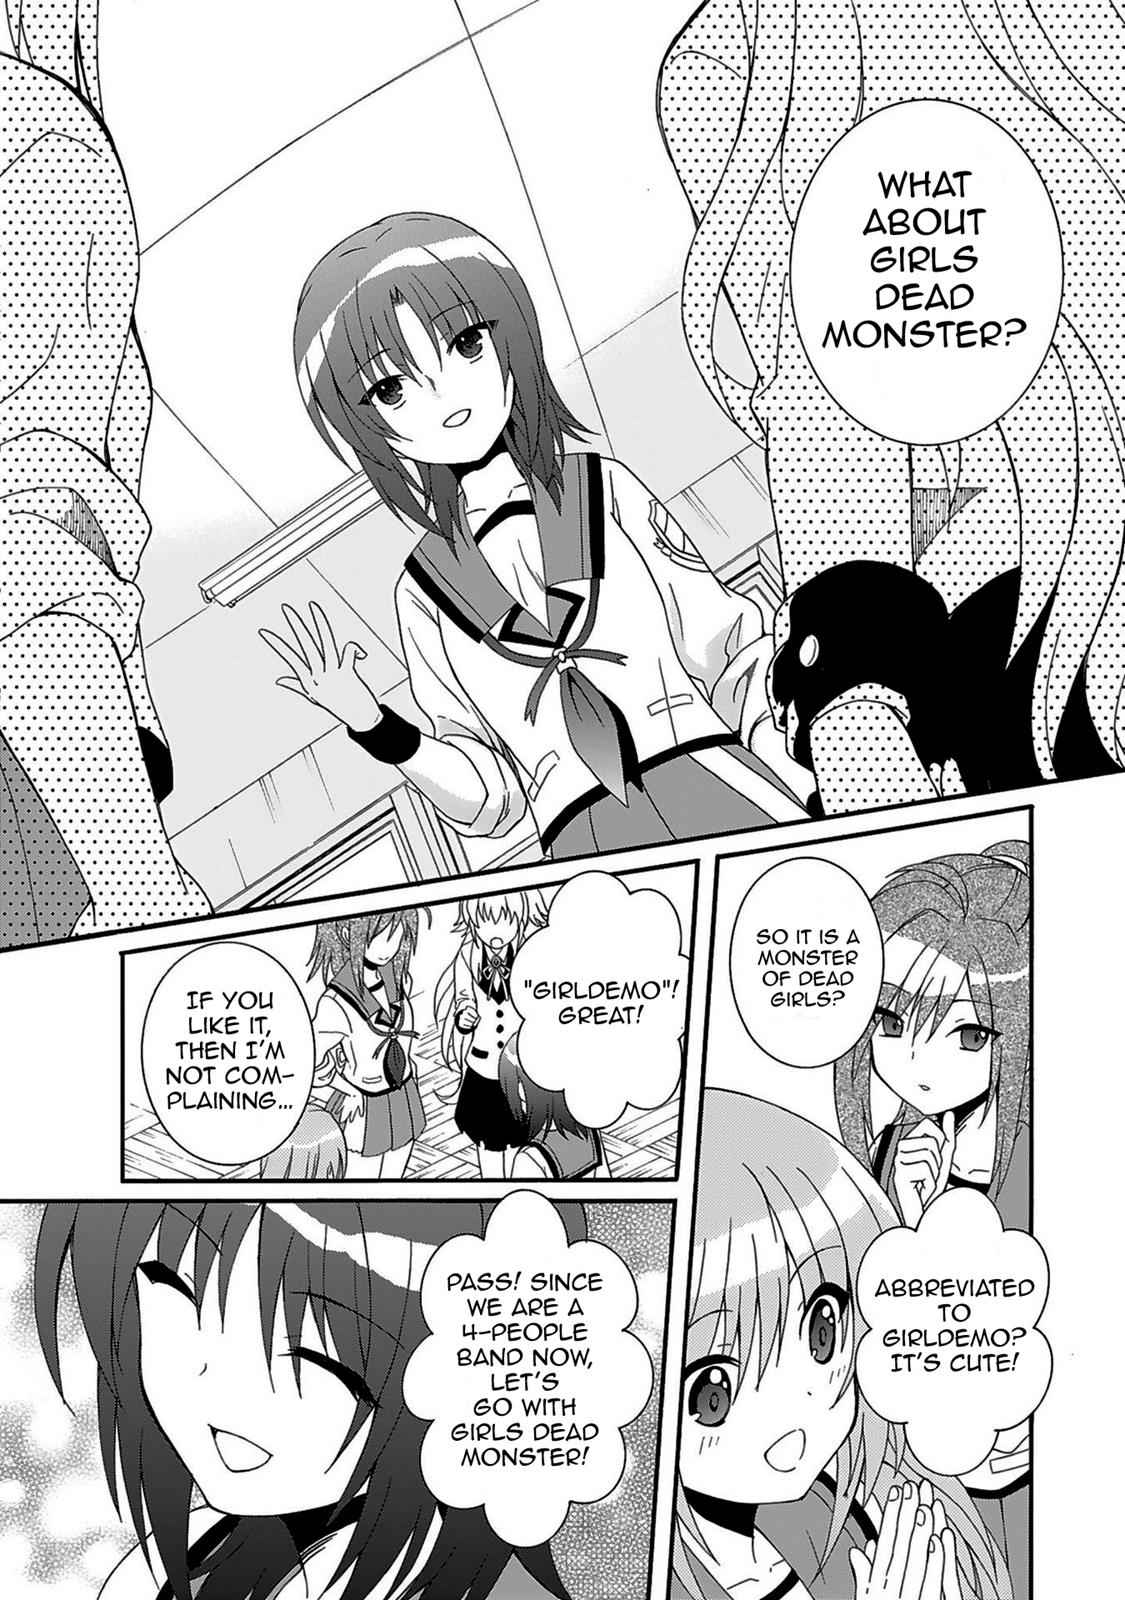 WHAT
ABOUT
GIRLS
DEAD
MONSTER?
SO IT IS A
MONSTER
OF DEAD
GIRLS?
"GIRLDEMO"!
GREAT!
IF YOU
LIKE IT,
THEN I'M
NOT COM-
PLAINING...
ABBREVIATED
TO
GIRLDEMO?
IT'S CUTE!
PASS! SINCE
WE ARE A
4-PEOPLE
BAND NOW,
LET'S
GO WITH
GIRLS DEAD
MONSTER!